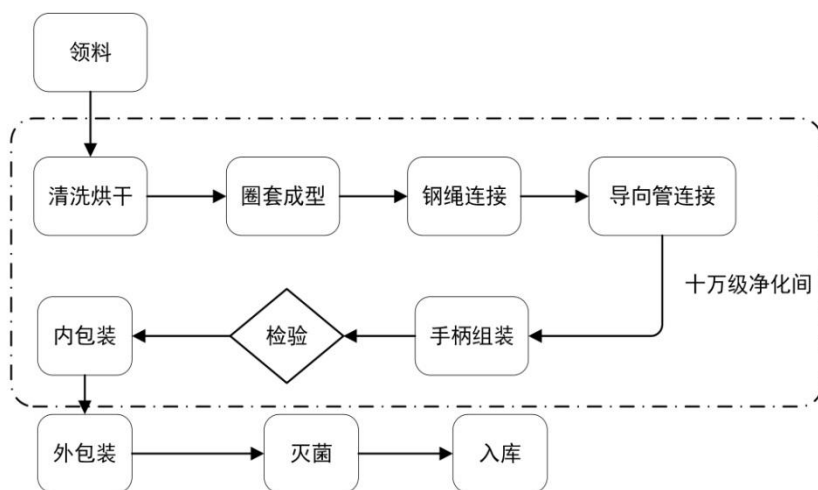 领料
清洗烘干
圈套成型
钢绳连接
导向管连接
十万级净化间
手柄组装
检验
内包装
外包装
灭菌
入库